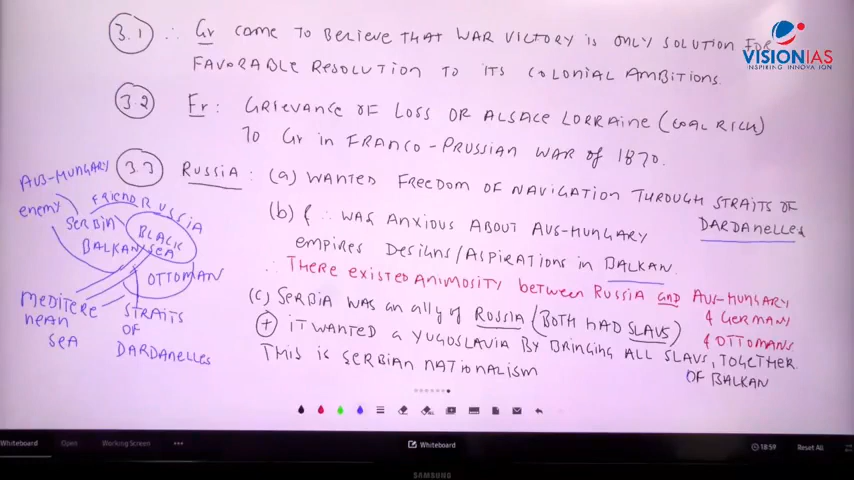 3.1 ∴ Gr came to believe that war victory is only solution for
favorable resolution to its colonial ambitions.
3.2 Fr: Grievance of loss of Alsace Lorraine (coal rich)
to Gr in Franco-Prussian War of 1870.
3.3 Russia: (a) Wanted freedom of navigation through Straits of
Dardanelles
(b) & ∴ was anxious about Aus-Hungary
empires designs/aspirations in Balkan.
∴ There existed animosity between Russia and Aus-Hungary
& Germany
& Ottomans
(c) Serbia was an ally of Russia (Both had Slavs)
+ it wanted a Yugoslavia by bringing all Slavs, together
of Balkan
This is Serbian Nationalism
Aus-Hungary
enemy
Friend
Russia
Serbia
Black
Sea
Balkan
Ottoman
Meditere
nean
Sea
Straits
of
Dardanelles
VISIONIAS
INSPIRING INNOVATION
Whiteboard
Open
Working Screen
•••
Whiteboard
18:59
Reset All
SAMSUNG